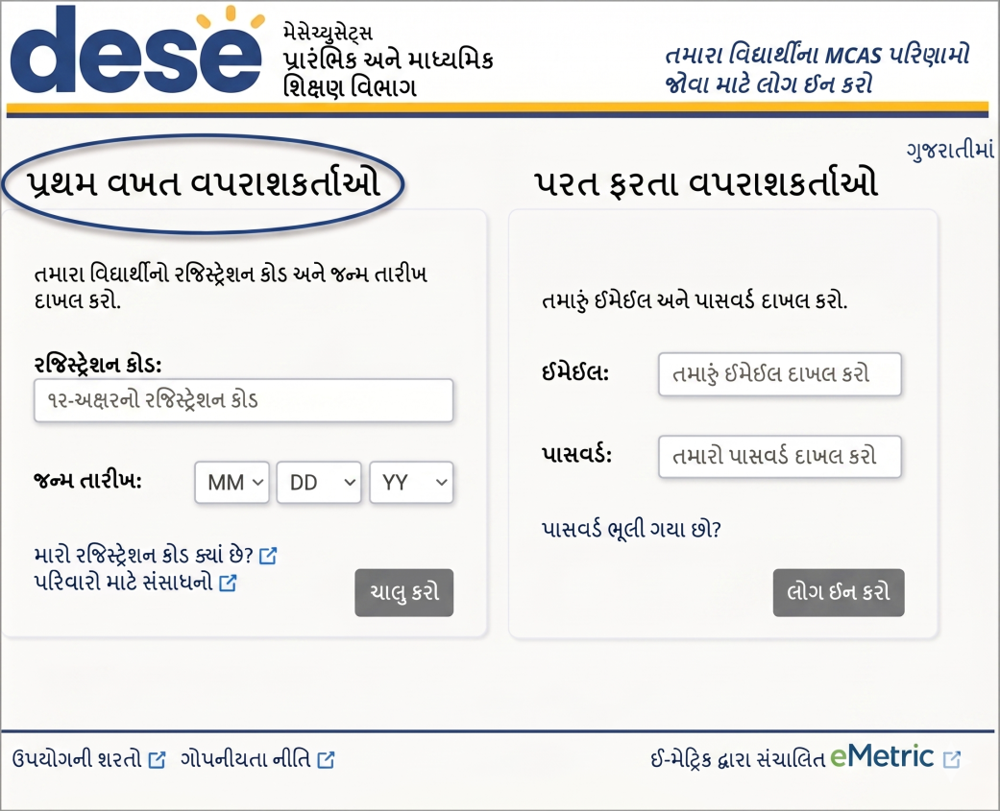 dese
મેસેચ્યુસેટ્સ
પ્રારંભિક અને માધ્યમિક
શિક્ષણ વિભાગ
તમારા વિદ્યાર્થીના MCAS પરિણામો
જોવા માટે લોગ ઈન કરો
ગુજરાતીમાં
પ્રથમ વખત વપરાશકર્તાઓ
તમારા વિદ્યાર્થીનો રજિસ્ટ્રેશન કોડ અને જન્મ તારીખ
દાખલ કરો.
રજિસ્ટ્રેશન કોડ:
૧૨-અક્ષરનો રજિસ્ટ્રેશન કોડ
જન્મ તારીખ: MM DD YY
મારો રજિસ્ટ્રેશન કોડ ક્યાં છે?
પરિવારો માટે સંસાધનો
ચાલુ કરો
પરત ફરતા વપરાશકર્તાઓ
તમારું ઈમેઈલ અને પાસવર્ડ દાખલ કરો.
ઈમેઈલ: તમારું ઈમેઈલ દાખલ કરો
પાસવર્ડ: તમારો પાસવર્ડ દાખલ કરો
પાસવર્ડ ભૂલી ગયા છો?
લોગ ઈન કરો
ઉપયોગની શરતો ગોપનીયતા નીતિ
ઈ-મેટ્રિક દ્વારા સંચાલિત eMetric